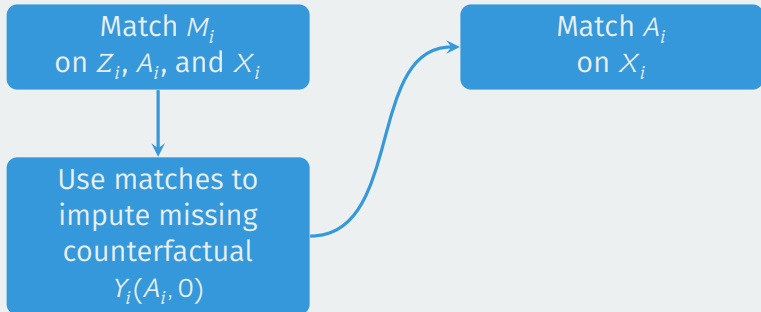 Match Mᵢ
on Zᵢ, Aᵢ, and Xᵢ
Use matches to
impute missing
counterfactual
Yᵢ(Aᵢ, 0)
Match Aᵢ
on Xᵢ